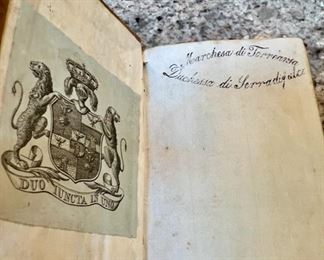 Marchesa di Torrearsa
Duchessa di Serradifalco
DUO IUNCTA IN UNO